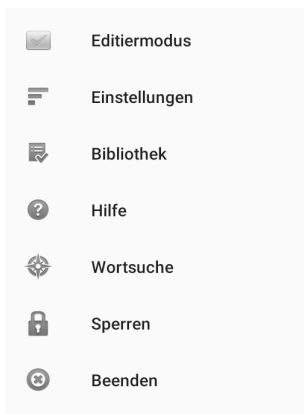 Editiermodus
Einstellungen
Bibliothek
Hilfe
Wortsuche
Sperren
Beenden